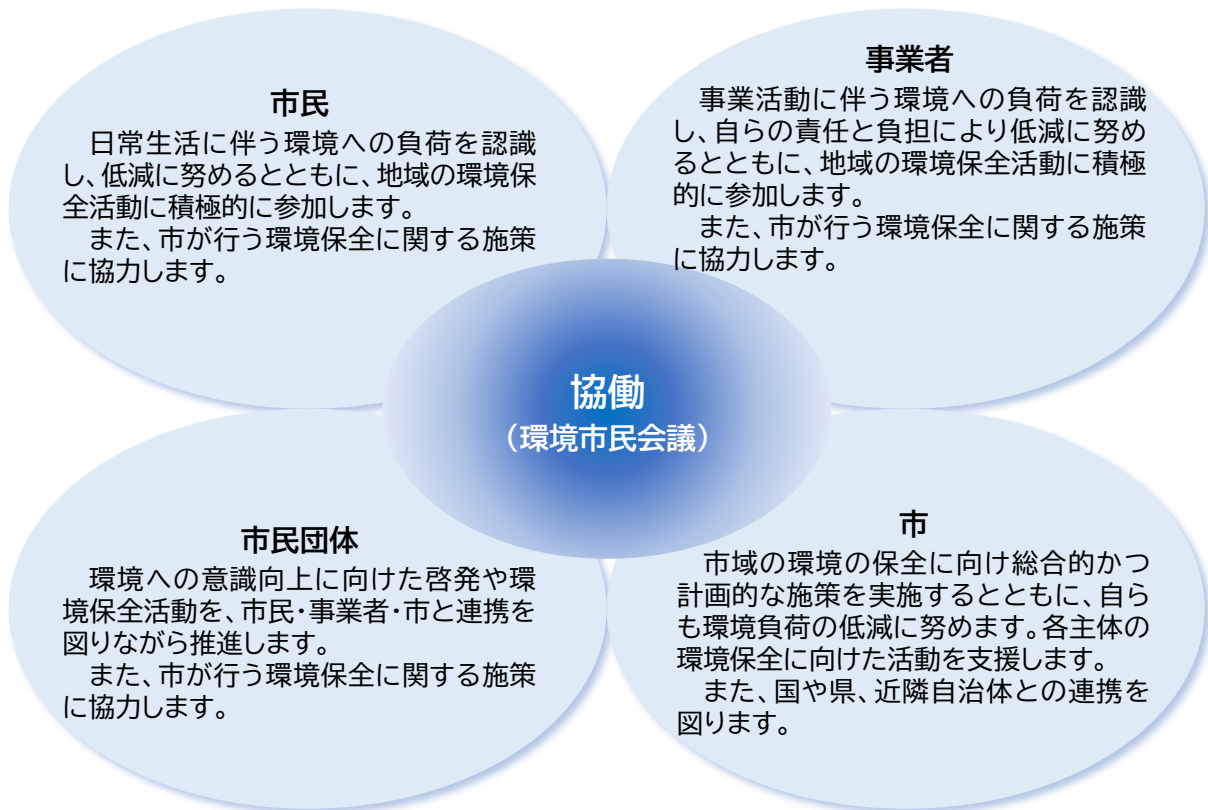 市民
日常生活に伴う環境への負荷を認識
し、低減に努めるとともに、地域の環境保
全活動に積極的に参加します。
また、市が行う環境保全に関する施策
に協力します。
事業者
事業活動に伴う環境への負荷を認識
し、自らの責任と負担により低減に努め
るとともに、地域の環境保全活動に積極
的に参加します。
また、市が行う環境保全に関する施策
に協力します。
協働
（環境市民会議）
市民団体
環境への意識向上に向けた啓発や環
境保全活動を、市民・事業者・市と連携を
図りながら推進します。
また、市が行う環境保全に関する施策
に協力します。
市
市域の環境の保全に向け総合的かつ
計画的な施策を実施するとともに、自ら
も環境負荷の低減に努めます。各主体の
環境保全に向けた活動を支援します。
また、国や県、近隣自治体との連携を
図ります。